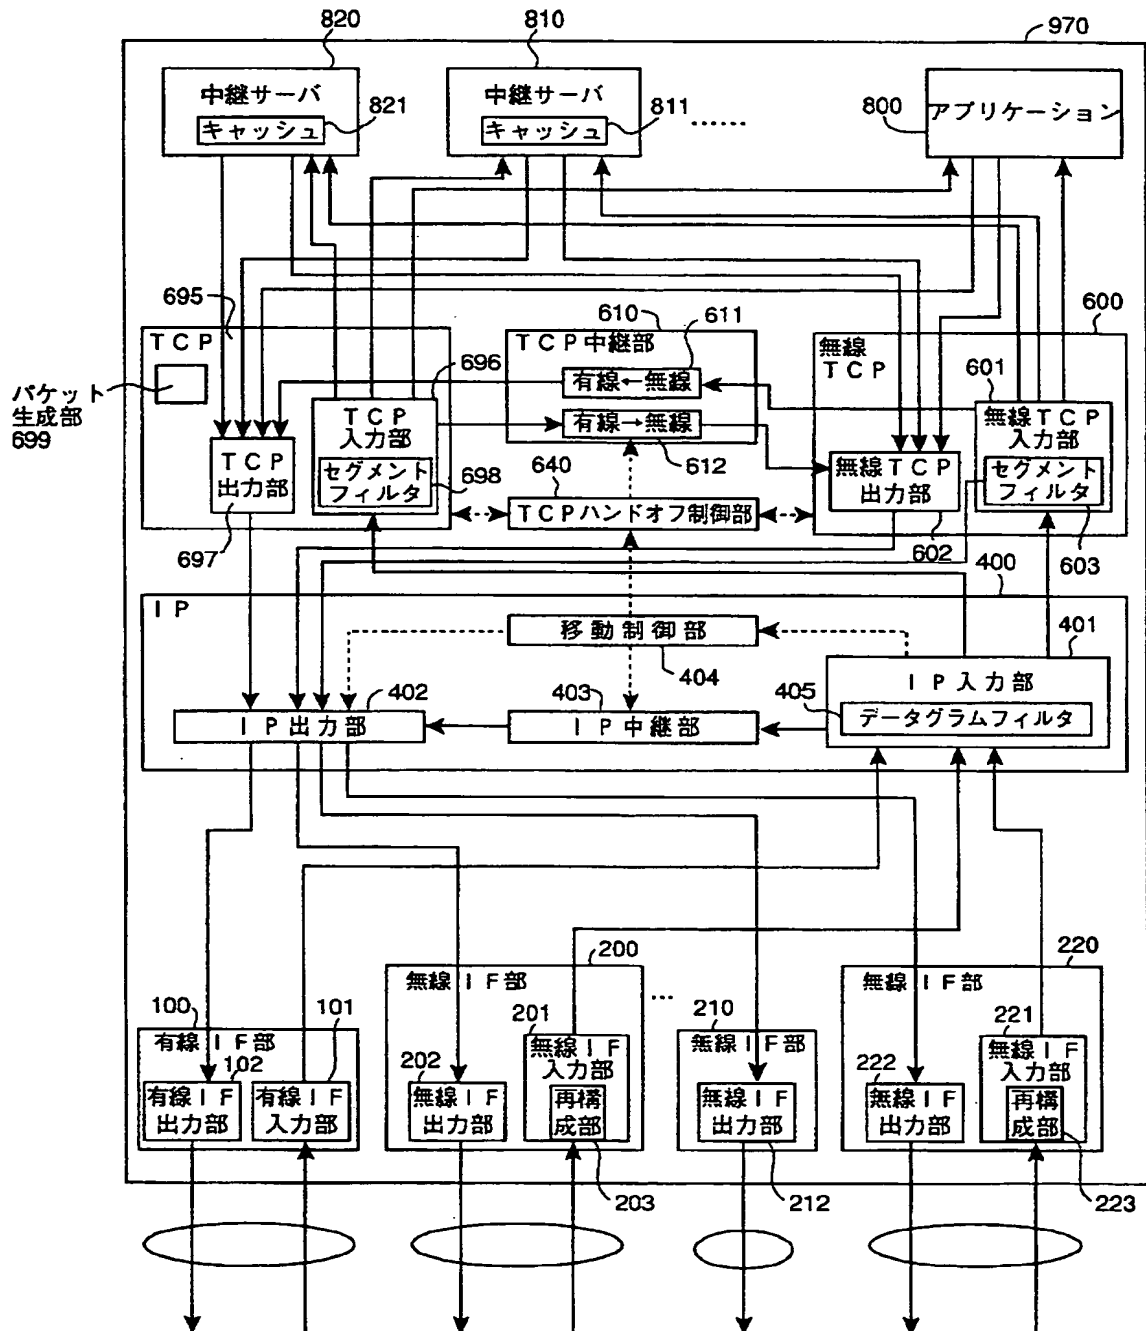 820
810
970
中継サーバ
821
キャッシュ
中継サーバ
811
キャッシュ
……
800
アプリケーション
695
TCP
パケット
生成部
699
696
TCP
入力部
セグメント
フィルタ
698
TCP
出力部
697
610
611
TCP中継部
有線←無線
有線→無線
612
640
TCPハンドオフ制御部
600
無線
TCP
601
無線TCP
入力部
セグメント
フィルタ
603
無線TCP
出力部
602
400
IP
移動制御部
404
401
IP入力部
405
データグラムフィルタ
402
IP出力部
403
IP中継部
100
有線IF部
102
有線IF
出力部
101
有線IF
入力部
200
無線IF部
202
無線IF
出力部
201
無線IF
入力部
再構
成部
203
…
210
無線IF部
無線IF
出力部
212
220
無線IF部
222
無線IF
出力部
221
無線IF
入力部
再構
成部
223